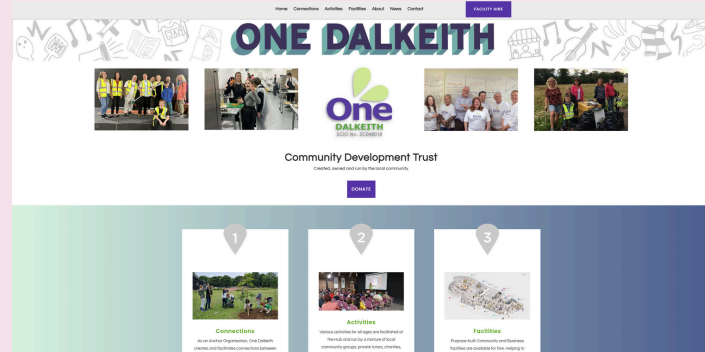 Home Connections Activities Facilities About News Contact FACILITY HIRE
ONE DALKEITH
One
DALKEITH
SCIO No. SC048018
Community Development Trust
Created, owned and run by the local community.
DONATE
1
2
3
Connections
As an Anchor Organisation, One Dalkeith
creates and facilitates connections between
Activities
Various activities for all ages are facilitated at
The Hub and run by a mixture of local
community groups, private tutors, charities,
Facilities
Purpose-built Community and Business
facilities are available for hire, helping to